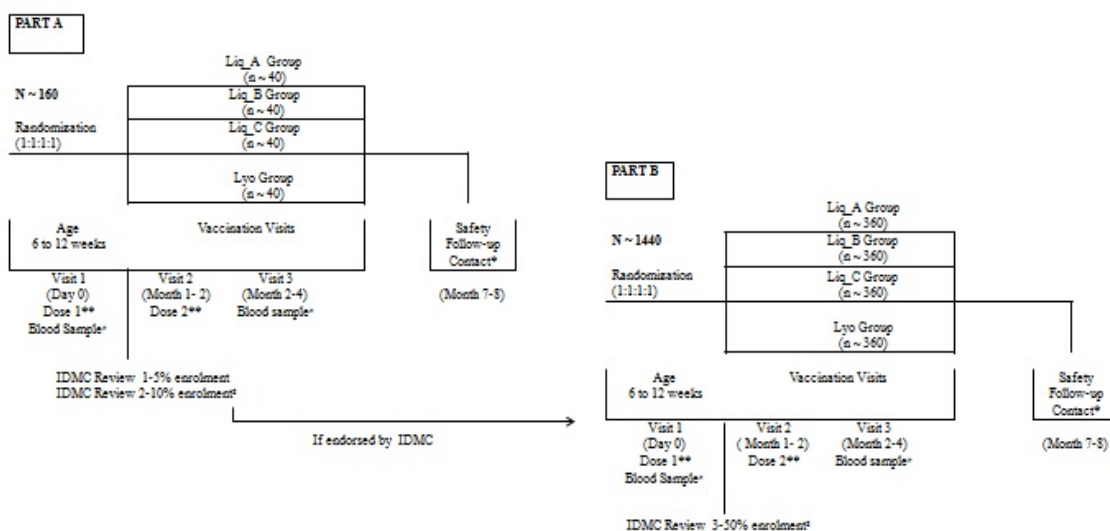 PART A
Liq_A Group
(n ~ 40)
N ~ 160
Liq_B Group
(n ~ 40)
Randomization
(1:1:1:1)
Liq_C Group
(n ~ 40)
Lyo Group
(n ~ 40)
Age
6 to 12 weeks
Vaccination Visits
Safety
Follow-up
Contact*
Visit 1
(Day 0)
Dose 1**
Blood Sampleˢ
Visit 2
(Month 1- 2)
Dose 2**
Visit 3
(Month 2-4)
Blood sampleˢ
(Month 7-8)
IDMC Review 1-5% enrolment
IDMC Review 2-10% enrolmentª
If endorsed by IDMC
PART B
Liq_A Group
(n ~ 360)
N ~ 1440
Liq_B Group
(n ~ 360)
Randomization
(1:1:1:1)
Liq_C Group
(n ~ 360)
Lyo Group
(n ~ 360)
Age
6 to 12 weeks
Vaccination Visits
Safety
Follow-up
Contact*
Visit 1
(Day 0)
Dose 1**
Blood Sampleˢ
Visit 2
( Month 1- 2)
Dose 2**
Visit 3
(Month 2-4)
Blood sampleˢ
(Month 7-8)
IDMC Review 3-50% enrolmentª